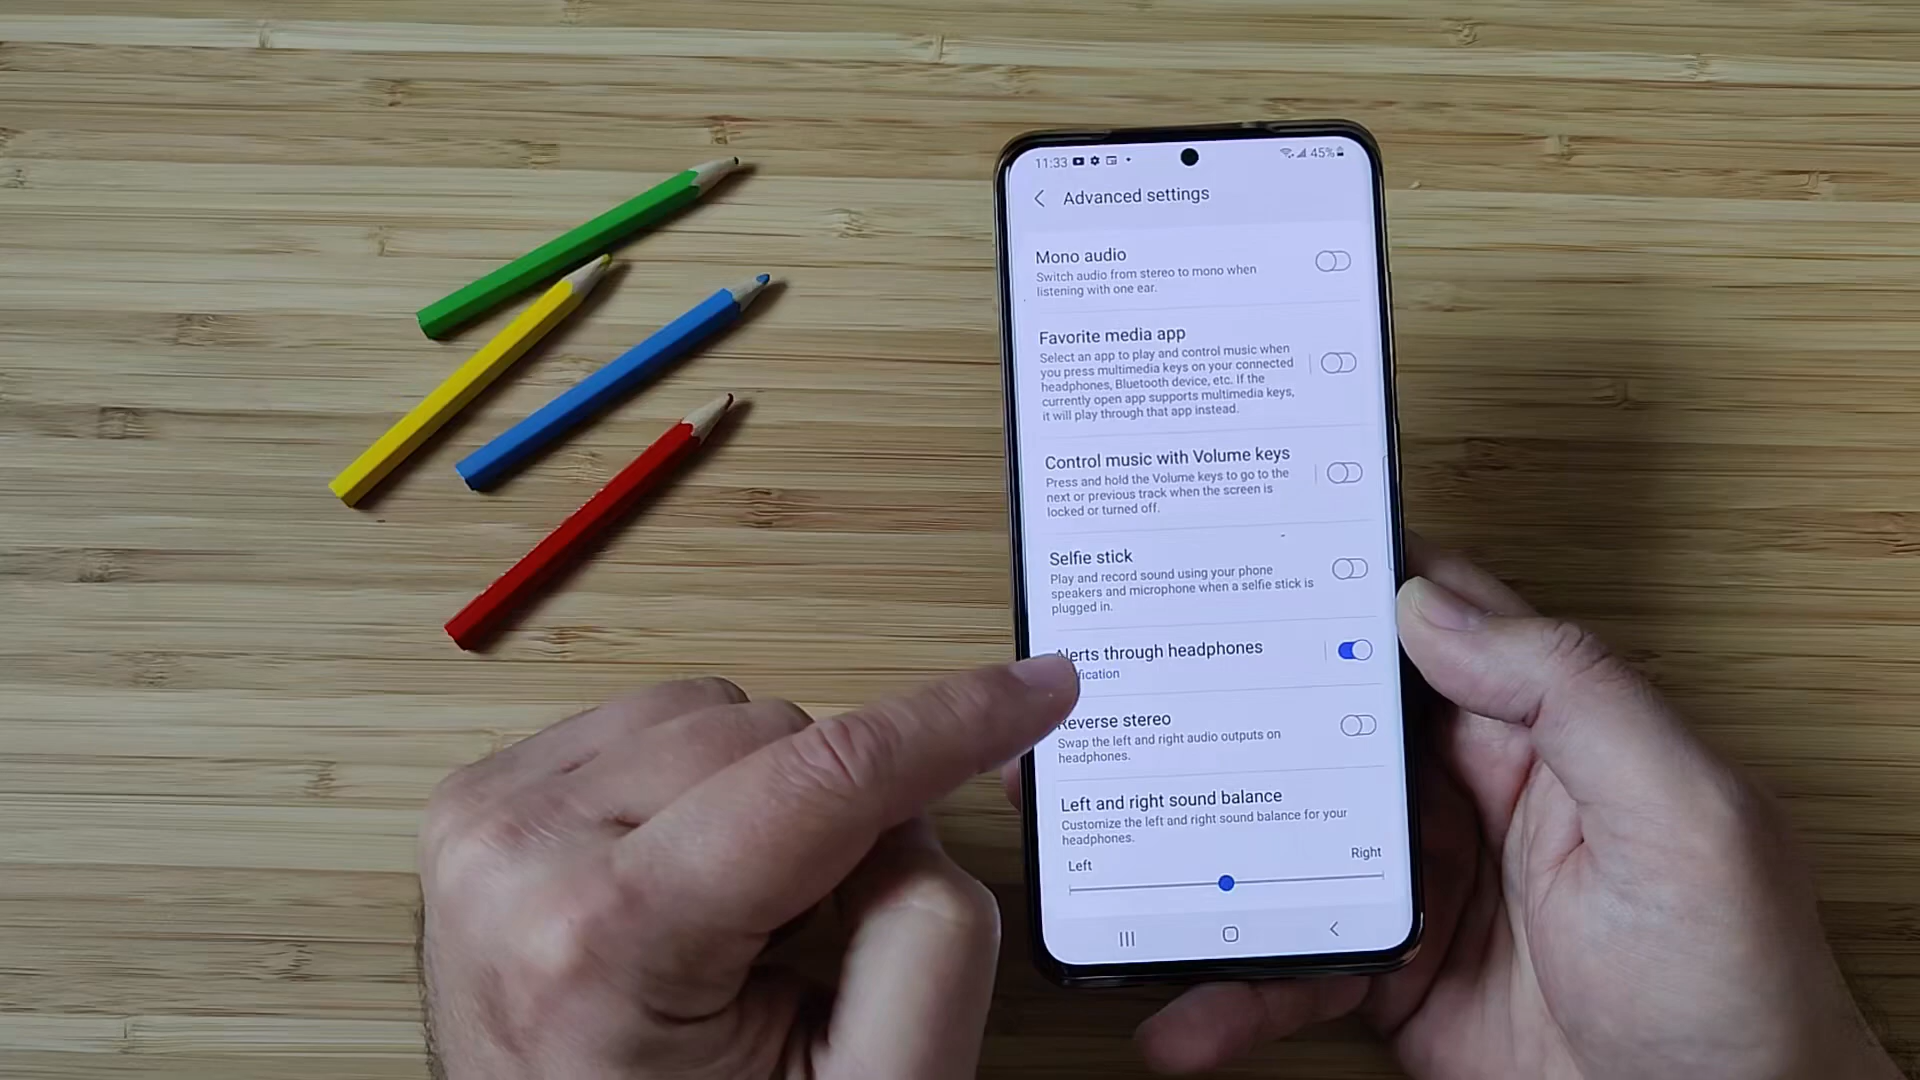 11:33
45%
Advanced settings
Mono audio
Switch audio from stereo to mono when
listening with one ear.
Favorite media app
Select an app to play and control music when
you press multimedia keys on your connected
headphones, Bluetooth device, etc. If the
currently open app supports multimedia keys,
it will play through that app instead.
Control music with Volume keys
Press and hold the Volume keys to go to the
next or previous track when the screen is
locked or turned off.
Selfie stick
Play and record sound using your phone
speakers and microphone when a selfie stick is
plugged in.
Alerts through headphones
Reverse stereo
Swap the left and right audio outputs on
headphones.
Left and right sound balance
Customize the left and right sound balance for your
headphones.
Left
Right